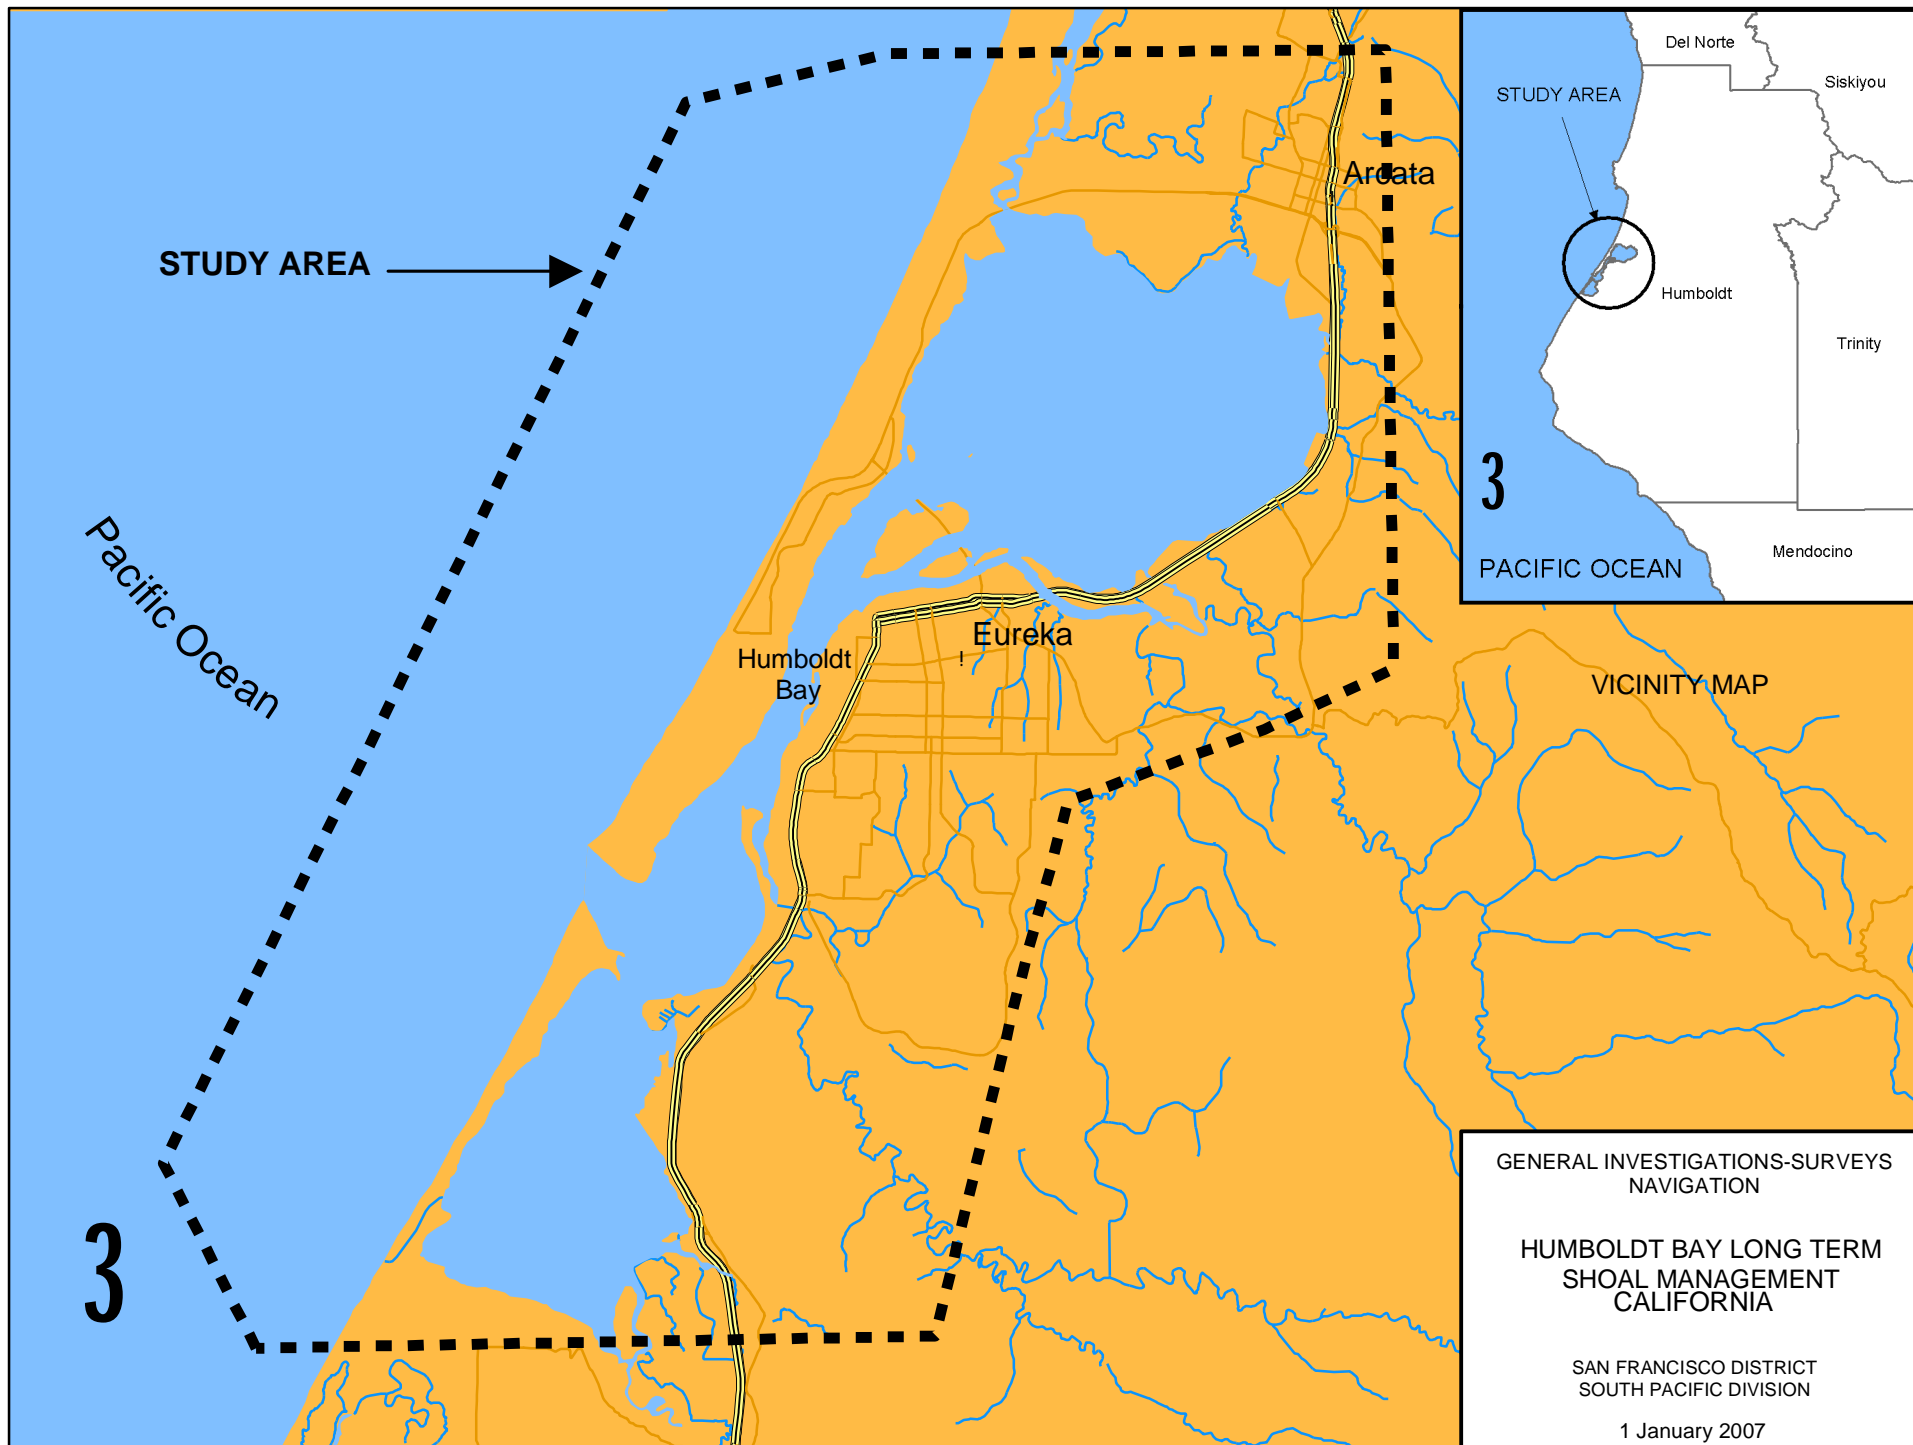 Del Norte
Siskiyou
STUDY AREA
Humboldt
Trinity
3
Mendocino
PACIFIC OCEAN
Arcata
STUDY AREA
Pacific Ocean
Eureka
!
Humboldt
Bay
VICINITY MAP
3
GENERAL INVESTIGATIONS-SURVEYS
NAVIGATION
HUMBOLDT BAY LONG TERM
SHOAL MANAGEMENT
CALIFORNIA
SAN FRANCISCO DISTRICT
SOUTH PACIFIC DIVISION
1 January 2007